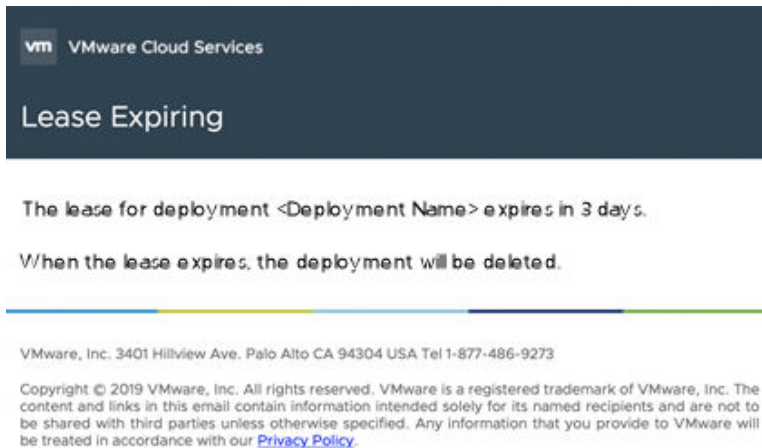 vm VMware Cloud Services
Lease Expiring
The lease for deployment <Deployment Name> expires in 3 days.
When the lease expires, the deployment will be deleted.
VMware, Inc. 3401 Hillview Ave. Palo Alto CA 94304 USA Tel 1-877-486-9273
Copyright © 2019 VMware, Inc. All rights reserved. VMware is a registered trademark of VMware, Inc. The
content and links in this email contain information intended solely for its named recipients and are not to
be shared with third parties unless otherwise specified. Any information that you provide to VMware will
be treated in accordance with our Privacy Policy.